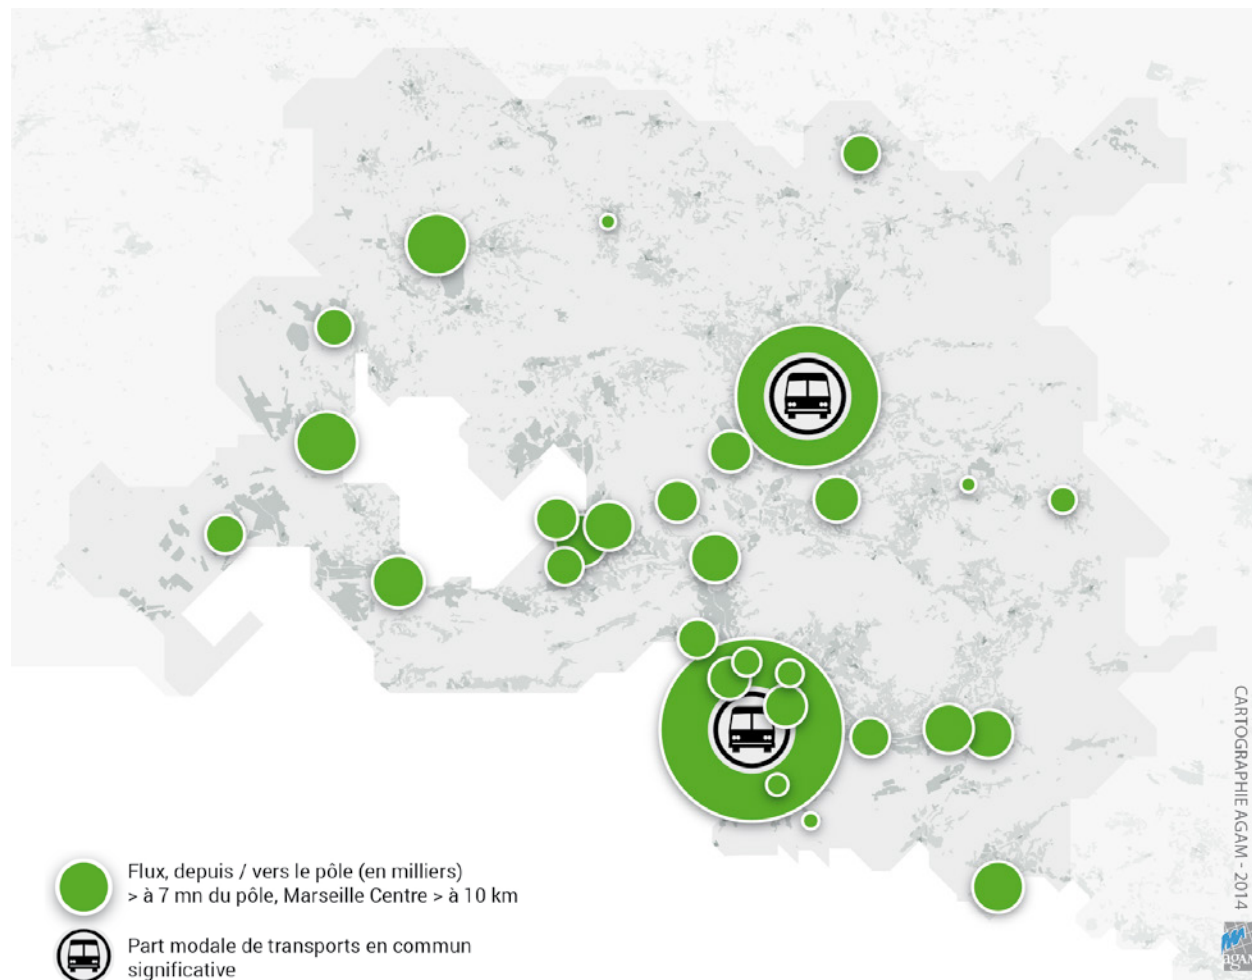 Flux, depuis / vers le pôle (en milliers)
> à 7 mn du pôle, Marseille Centre > à 10 km
Part modale de transports en commun
significative
CARTOGRAPHIE AGAM - 2014
agam